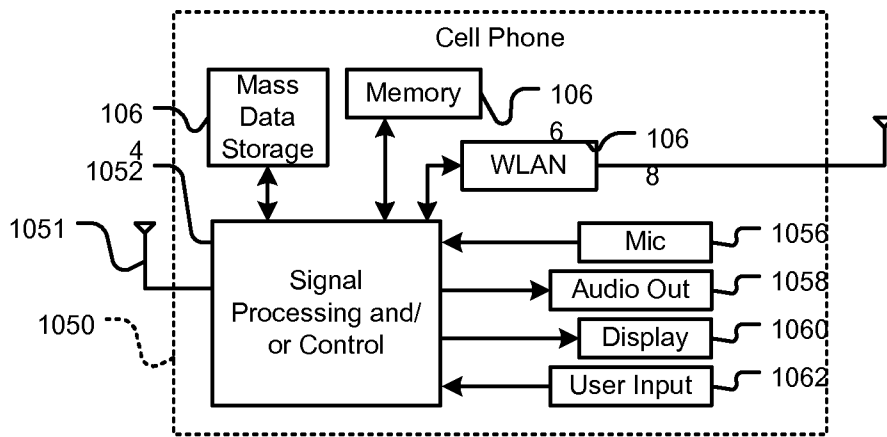 Cell Phone
Mass
Data
Storage
Memory
106
4
106
6
WLAN
106
8
1052
1051
1050
Signal
Processing and/
or Control
Mic
1056
Audio Out
1058
Display
1060
User Input
1062